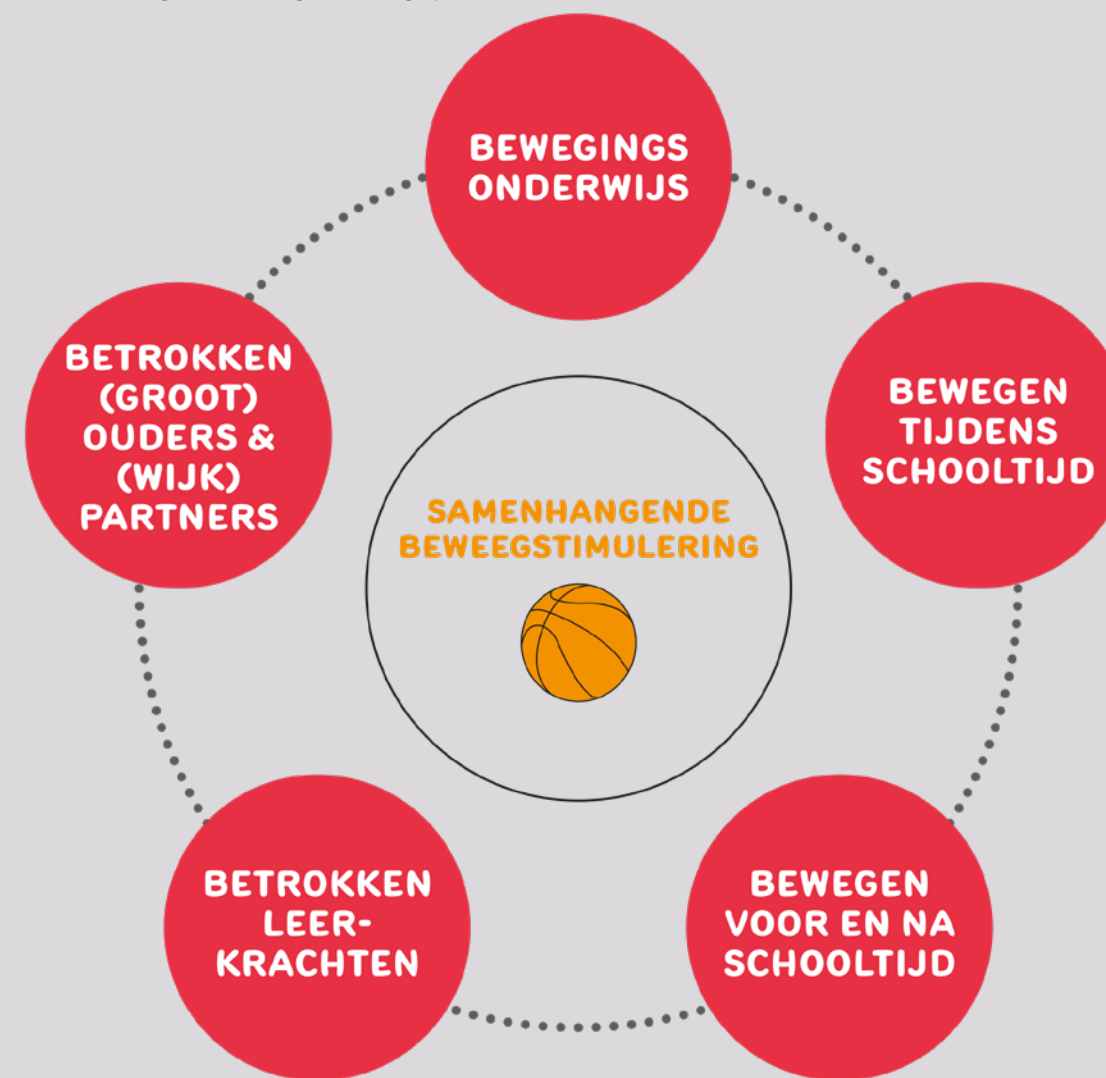 BEWEGINGS
ONDERWIJS
BETROKKEN
(GROOT)
OUDERS &
(WIJK)
PARTNERS
BEWEGEN
TIJDENS
SCHOOLTIJD
SAMENHANGENDE
BEWEEGSTIMULERING
BETROKKEN
LEER-
KRACHTEN
BEWEGEN
VOOR EN NA
SCHOOLTIJD